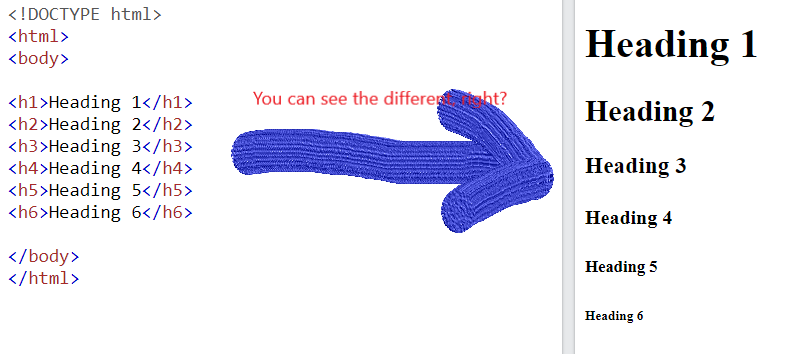 <!DOCTYPE html>
<html>
<body>
<h1>Heading 1</h1>
<h2>Heading 2</h2>
<h3>Heading 3</h3>
<h4>Heading 4</h4>
<h5>Heading 5</h5>
<h6>Heading 6</h6>
</body>
</html>
You can see the different, right?
Heading 1
Heading 2
Heading 3
Heading 4
Heading 5
Heading 6